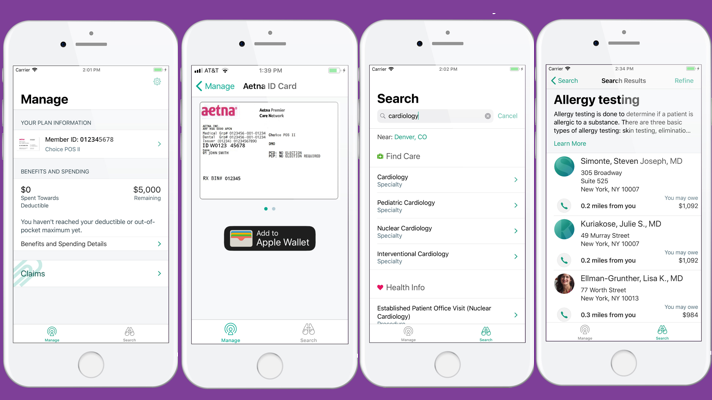 Carrier
2:01 PM
Manage
YOUR PLAN INFORMATION
Member ID: 012345678
Choice POS II
BENEFITS AND SPENDING
$0
$5,000
Spent Towards
Deductible
Remaining
You haven't reached your deductible or out-of-
pocket maximum yet.
Benefits and Spending Details
Claims
Manage
Search
AT&T
1:39 PM
Manage
Aetna ID Card
aetna
Aetna Premier
Care Network
AETNA INC.
Choice POS II
ID W0123 45678
01 JOHN SMITH
RX BIN# 012345
Add to
Apple Wallet
Manage
Search
Carrier
2:02 PM
Search
cardiology
Cancel
Near: Denver, CO
Find Care
Cardiology
Specialty
Pediatric Cardiology
Specialty
Nuclear Cardiology
Specialty
Interventional Cardiology
Specialty
Health Info
Established Patient Office Visit (Nuclear
Cardiology)
Manage
Search
Carrier
2:34 PM
Search
Search Results
Refine
Allergy testing
Allergy testing is done to determine if a patient is
allergic to a substance. There are three basic
types of allergy testing: skin testing, eliminatio...
Learn More
Simonte, Steven Joseph, MD
305 Broadway
Suite 525
New York, NY 10007
You may owe
0.2 miles from you
$1,092
Kuriakose, Julie S., MD
49 Murray Street
New York, NY 10007
You may owe
0.2 miles from you
$1,092
Ellman-Grunther, Lisa K., MD
77 Worth Street
New York, NY 10013
You may owe
0.3 miles from you
$984
Manage
Search